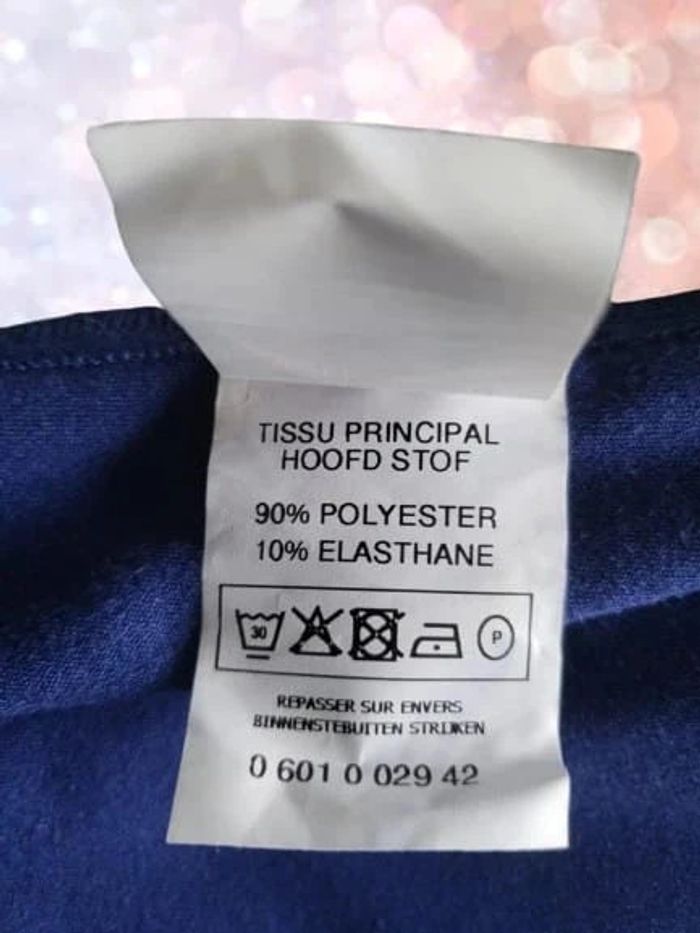 TISSU PRINCIPAL
HOOFD STOF
90% POLYESTER
10% ELASTHANE
30 P
REPASSER SUR ENVERS
BINNENSTEBUITEN STRIJKEN
0 601 0 029 42